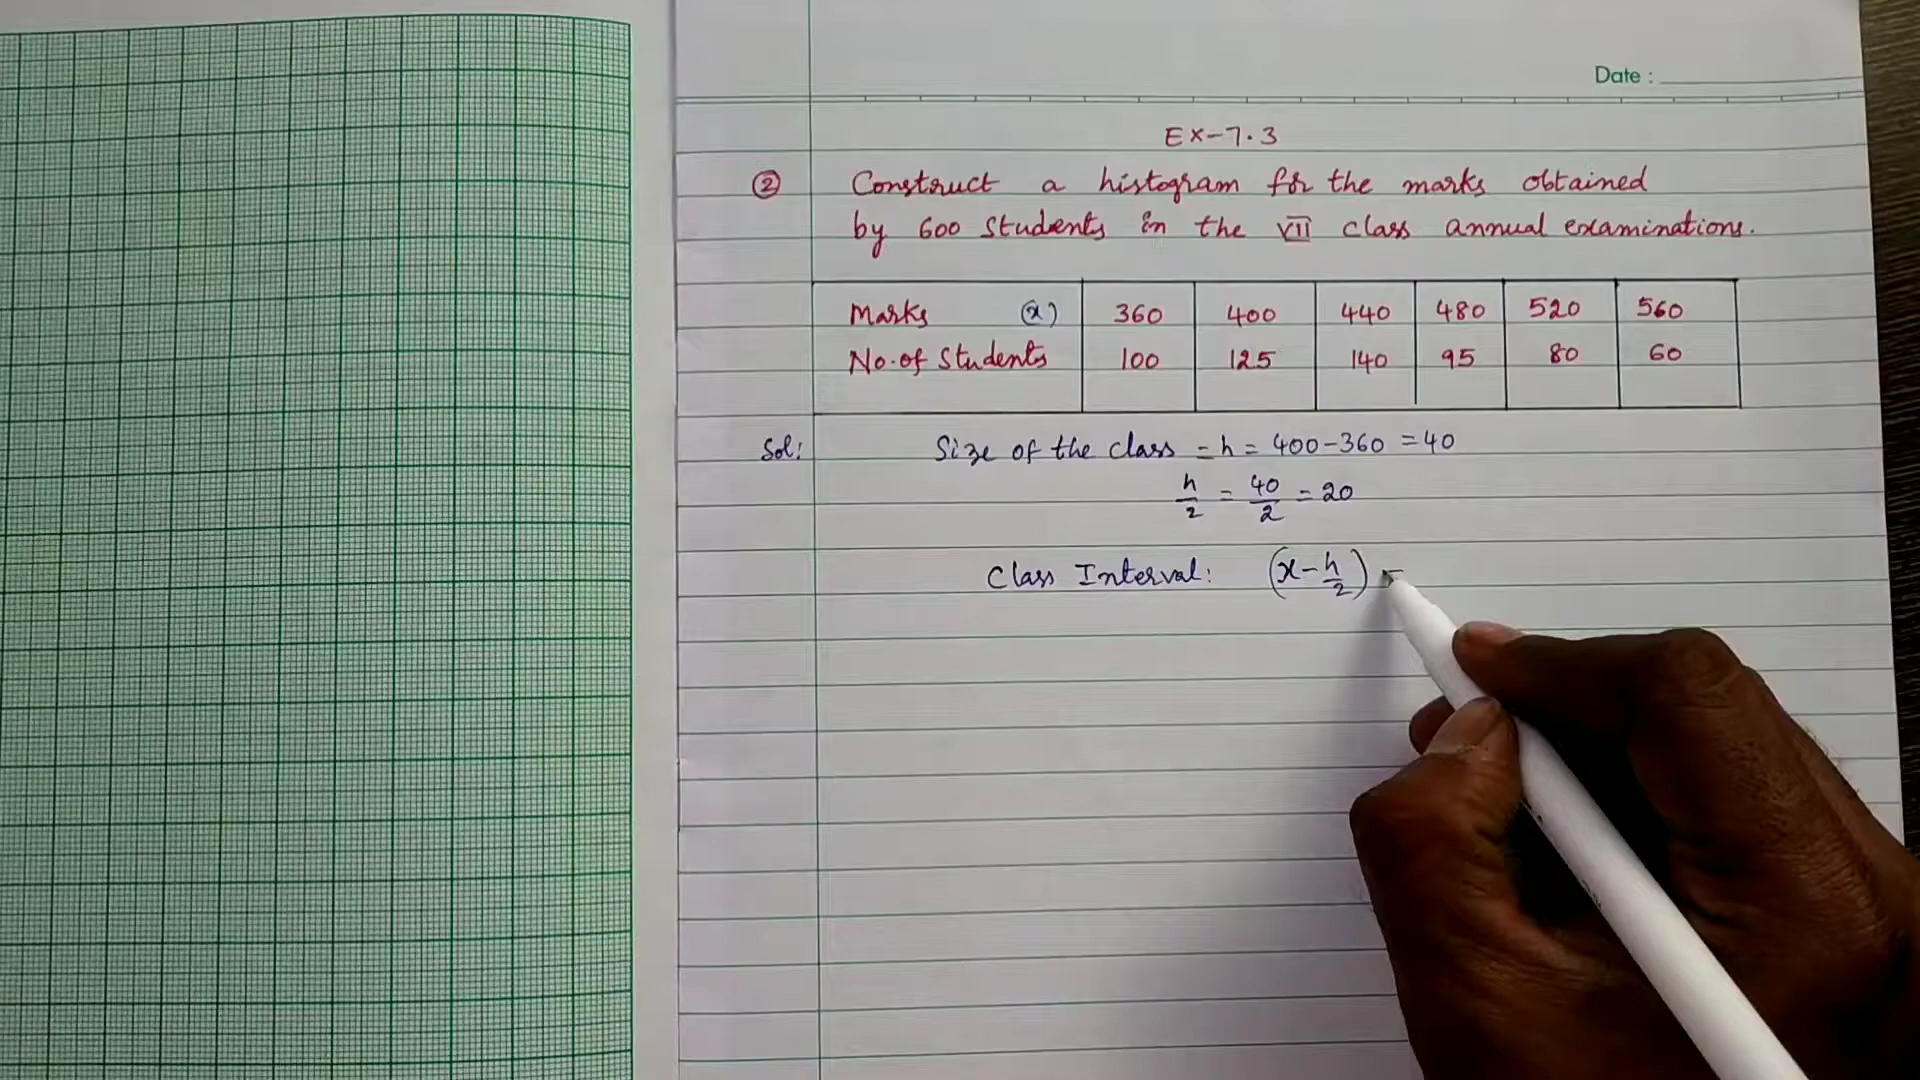 Date :
EX-7.3
② Construct a histogram for the marks obtained
by 600 students in the VII class annual examinations.
Marks (x) 360 400 440 480 520 560
No.of Students 100 125 140 95 80 60
Sol: Size of the class = h = 400-360 = 40
h/2 = 40/2 = 20
Class Interval: (x-h/2) -